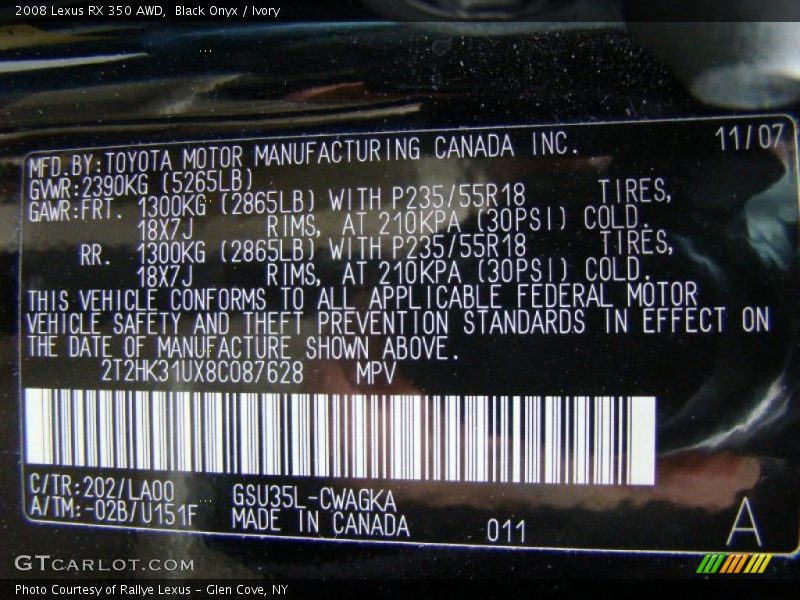 2008 Lexus RX 350 AWD,  Black Onyx / Ivory
11/07
MFD.BY:TOYOTA MOTOR MANUFACTURING CANADA INC.
GVWR:2390KG (5265LB)
GAWR:FRT. 1300KG (2865LB) WITH P235/55R18 TIRES,
18X7J RIMS, AT 210KPA (30PSI) COLD.
RR. 1300KG (2865LB) WITH P235/55R18 TIRES,
18X7J RIMS, AT 210KPA (30PSI) COLD.
THIS VEHICLE CONFORMS TO ALL APPLICABLE FEDERAL MOTOR
VEHICLE SAFETY AND THEFT PREVENTION STANDARDS IN EFFECT ON
THE DATE OF MANUFACTURE SHOWN ABOVE.
2T2HK31UX8C087628 MPV
C/TR:202/LA00 GSU35L-CWAGKA
A/TM:-02B/U151F MADE IN CANADA 011 A
GTCARLOT.COM
Photo Courtesy of Rallye Lexus - Glen Cove, NY